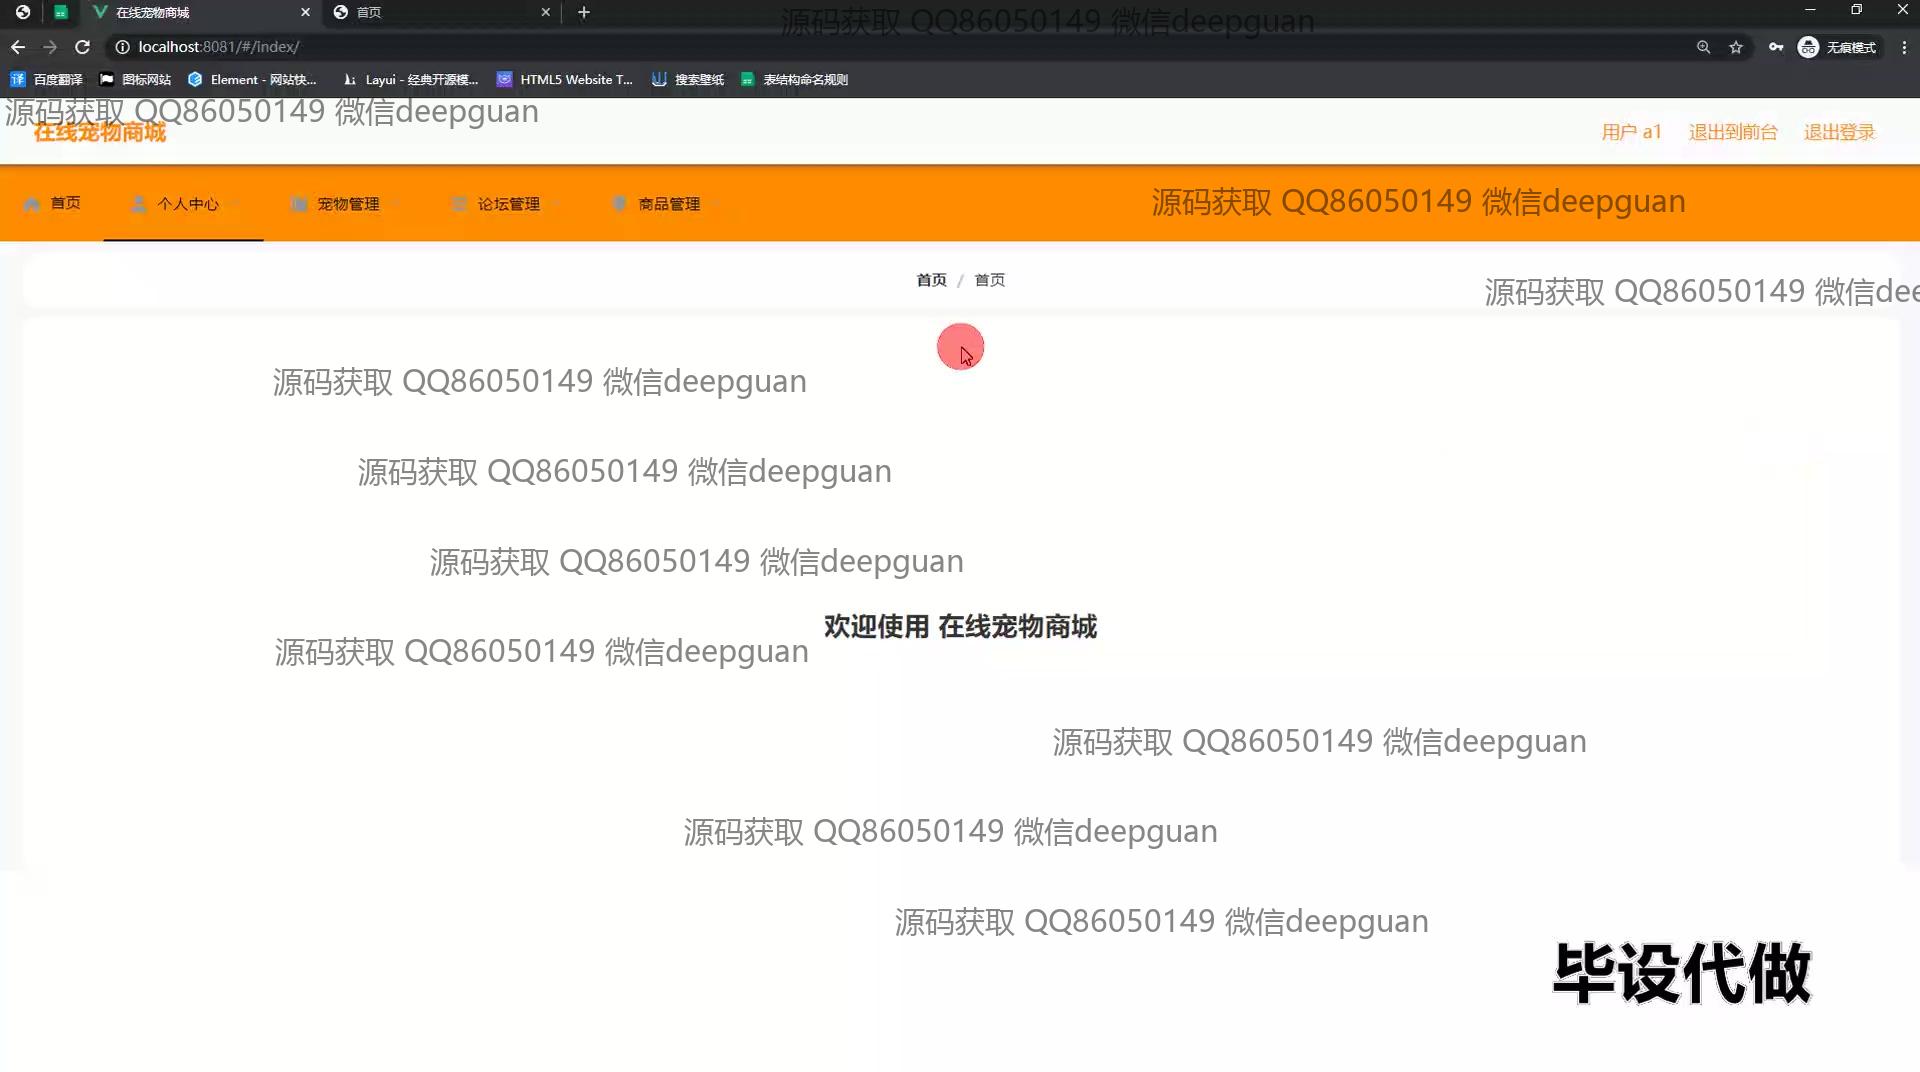 在线宠物商城
首页
源码获取 QQ86050149 微信deepguan
localhost:8081/#/index/
无痕模式
百度翻译
图标网站
Element - 网站快...
Layui - 经典开源模...
HTML5 Website T...
搜索壁纸
表结构命名规则
源码获取 QQ86050149 微信deepguan
在线宠物商城
用户 a1
退出到前台
退出登录
首页
个人中心
宠物管理
论坛管理
商品管理
源码获取 QQ86050149 微信deepguan
首页 / 首页
源码获取 QQ86050149 微信dee
源码获取 QQ86050149 微信deepguan
源码获取 QQ86050149 微信deepguan
源码获取 QQ86050149 微信deepguan
欢迎使用 在线宠物商城
源码获取 QQ86050149 微信deepguan
源码获取 QQ86050149 微信deepguan
源码获取 QQ86050149 微信deepguan
源码获取 QQ86050149 微信deepguan
毕设代做